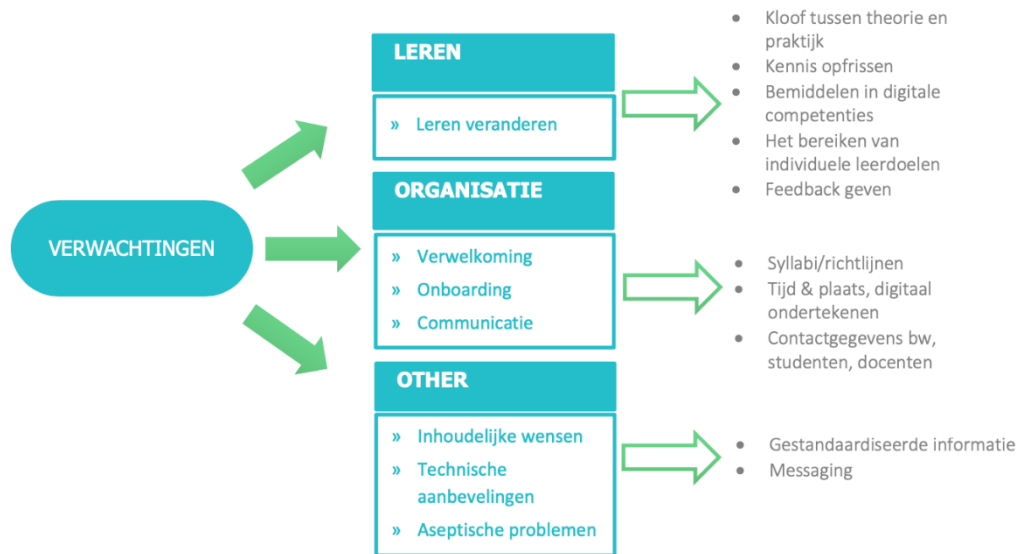 VERWACHTINGEN
LEREN
» Leren veranderen
• Kloof tussen theorie en
praktijk
• Kennis opfrissen
• Bemiddelen in digitale
competenties
• Het bereiken van
individuele leerdoelen
• Feedback geven
ORGANISATIE
» Verwelkoming
» Onboarding
» Communicatie
• Syllabi/richtlijnen
• Tijd & plaats, digitaal
ondertekenen
• Contactgegevens bw,
studenten, docenten
OTHER
» Inhoudelijke wensen
» Technische
aanbevelingen
» Aseptische problemen
• Gestandaardiseerde informatie
• Messaging